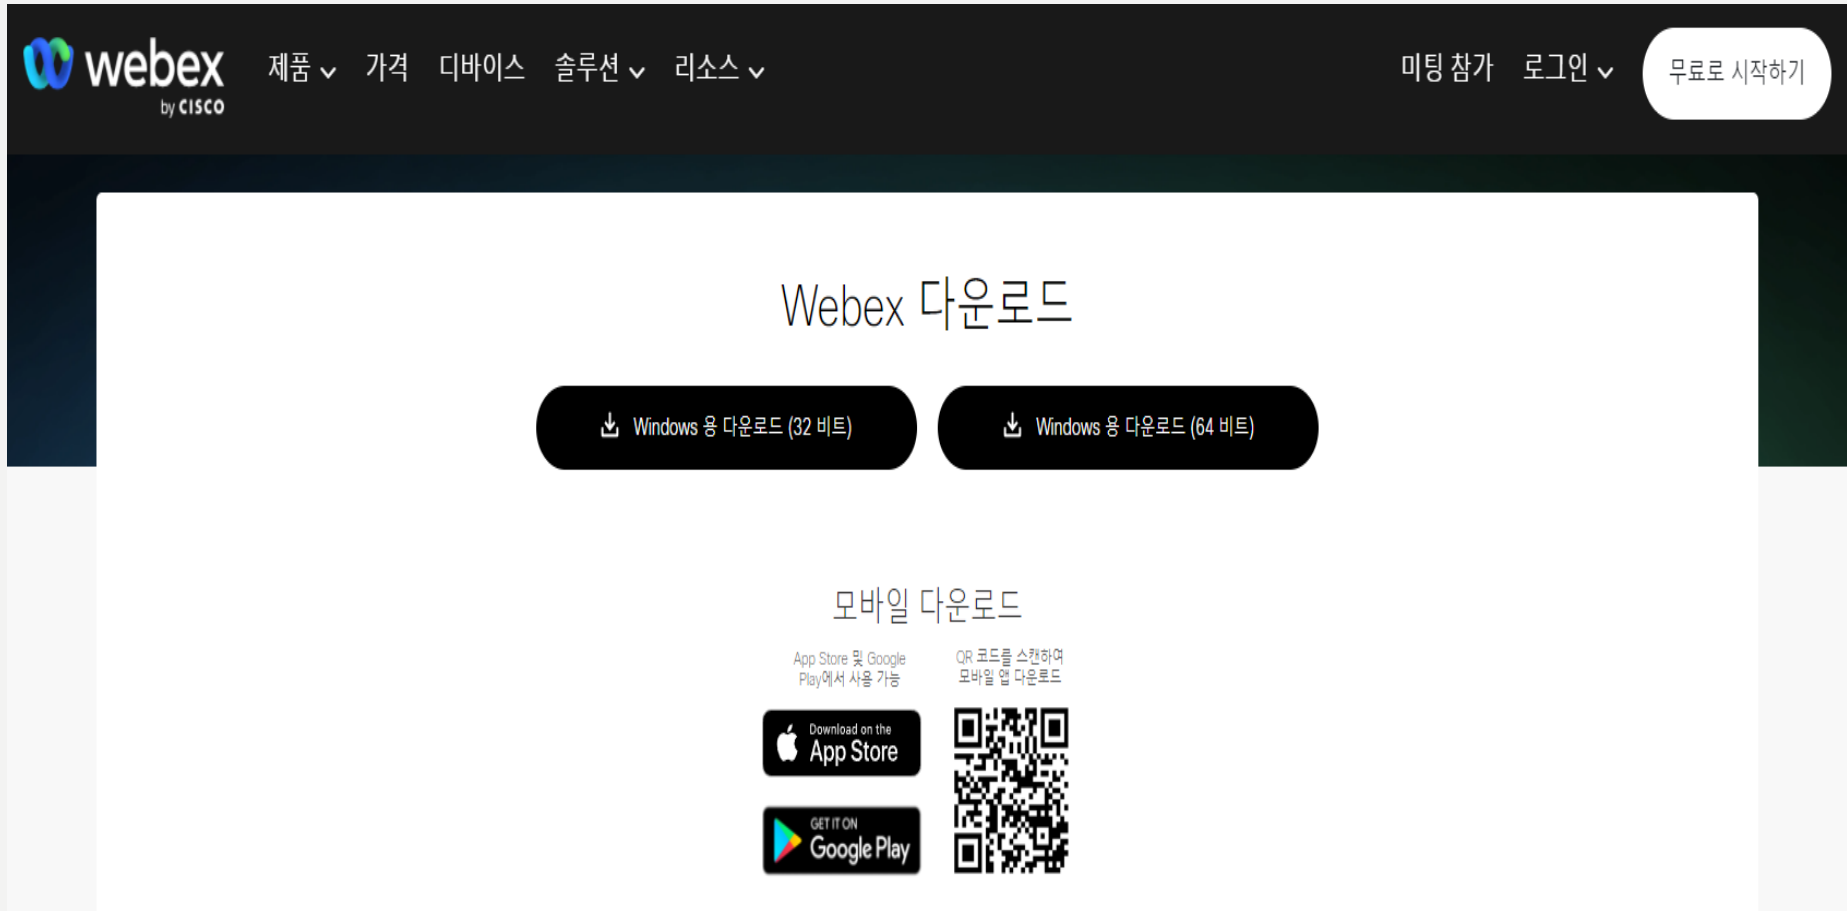 webex
by CISCO
제품 가격 디바이스 솔루션 리소스 미팅 참가 로그인 무료로 시작하기
Webex 다운로드
Windows 용 다운로드 (32 비트) Windows 용 다운로드 (64 비트)
모바일 다운로드
App Store 및 Google
Play에서 사용 가능
QR 코드를 스캔하여
모바일 앱 다운로드
Download on the
App Store
GET IT ON
Google Play